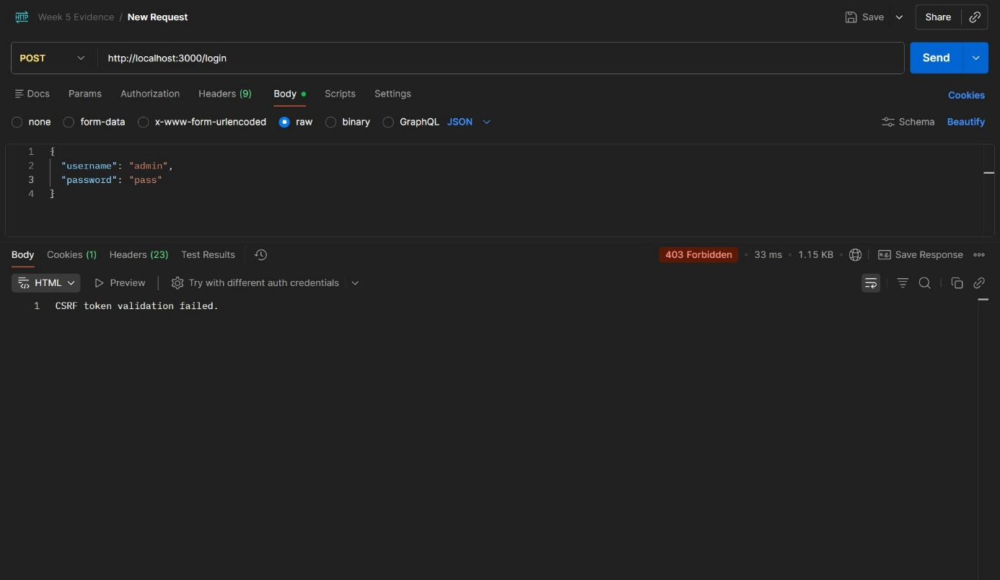 HTTP Week 5 Evidence / New Request Save Share
POST http://localhost:3000/login Send
Docs Params Authorization Headers (9) Body Scripts Settings Cookies
none form-data x-www-form-urlencoded raw binary GraphQL JSON Schema Beautify
1 {
2 "username": "admin",
3 "password": "pass"
4 }
Body Cookies (1) Headers (23) Test Results 403 Forbidden 33 ms 1.15 KB e.g. Save Response
HTML Preview Try with different auth credentials
1 CSRF token validation failed.